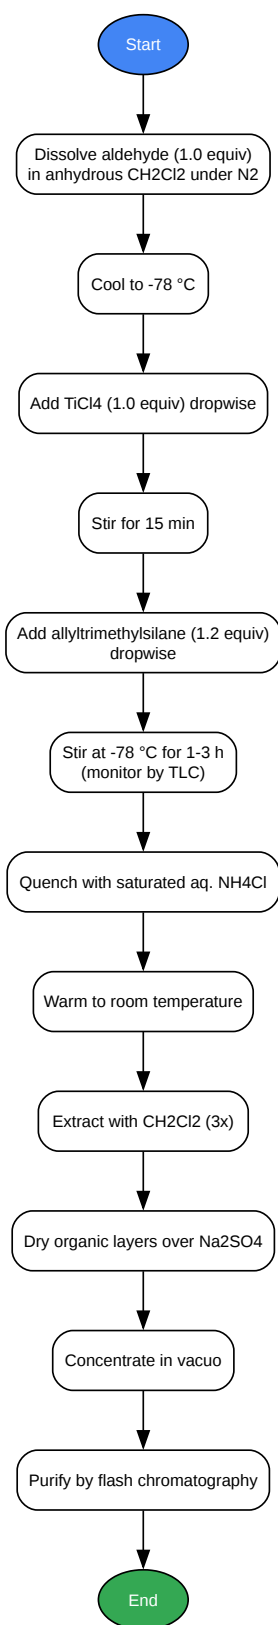 Start
Dissolve aldehyde (1.0 equiv)
in anhydrous CH2Cl2 under N2
Cool to -78 °C
Add TiCl4 (1.0 equiv) dropwise
Stir for 15 min
Add allyltrimethylsilane (1.2 equiv)
dropwise
Stir at -78 °C for 1-3 h
(monitor by TLC)
Quench with saturated aq. NH4Cl
Warm to room temperature
Extract with CH2Cl2 (3x)
Dry organic layers over Na2SO4
Concentrate in vacuo
Purify by flash chromatography
End